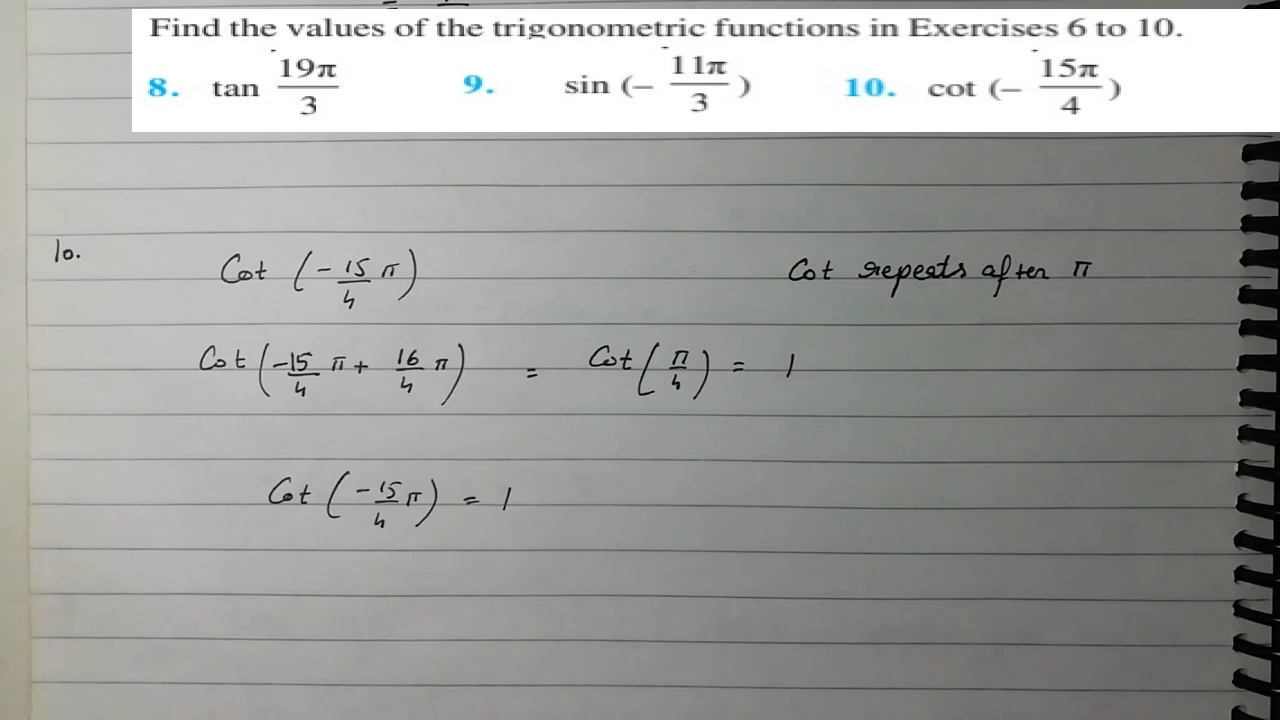 Find the values of the trigonometric functions in Exercises 6 to 10.
8. tan 19π/3 9. sin (– 11π/3) 10. cot (– 15π/4)
10. Cot (-15/4 π) Cot repeats after π
Cot (-15/4 π + 16/4 π) = Cot (π/4) = 1
Cot (-15/4 π) = 1